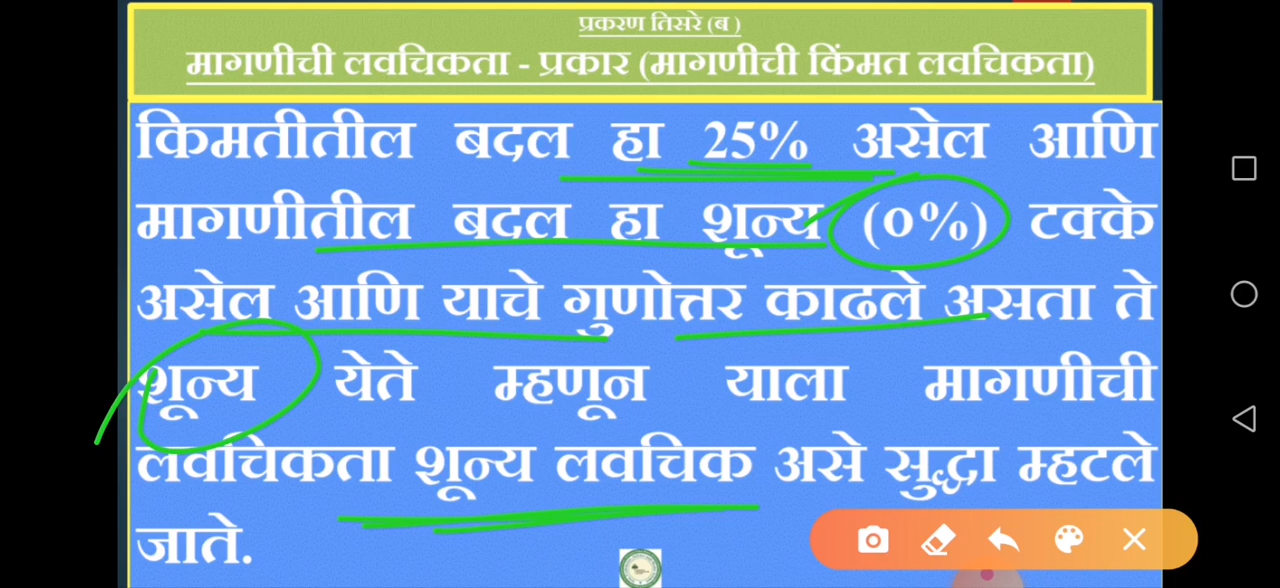 प्रकरण तिसरे (ब)
मागणीची लवचिकता - प्रकार (मागणीची किंमत लवचिकता)
किमतीतील बदल हा 25% असेल आणि
मागणीतील बदल हा शून्य (०%) टक्के
असेल आणि याचे गुणोत्तर काढले असता ते
शून्य येते म्हणून याला मागणीची
लवचिकता शून्य लवचिक असे सुद्धा म्हटले
जाते.